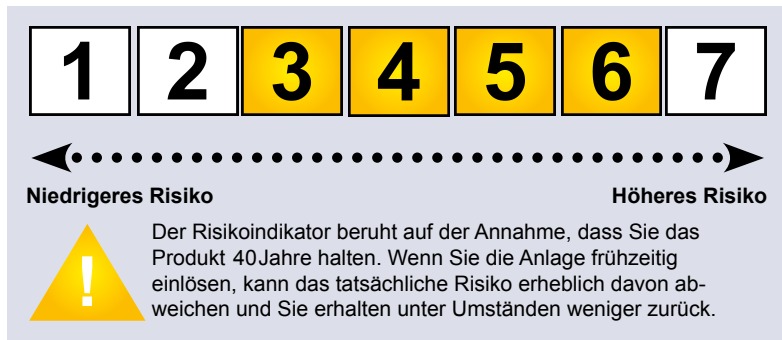 1 2 3 4 5 6 7
Niedrigeres Risiko Höheres Risiko
! Der Risikoindikator beruht auf der Annahme, dass Sie das
Produkt 40Jahre halten. Wenn Sie die Anlage frühzeitig
einlösen, kann das tatsächliche Risiko erheblich davon ab-
weichen und Sie erhalten unter Umständen weniger zurück.